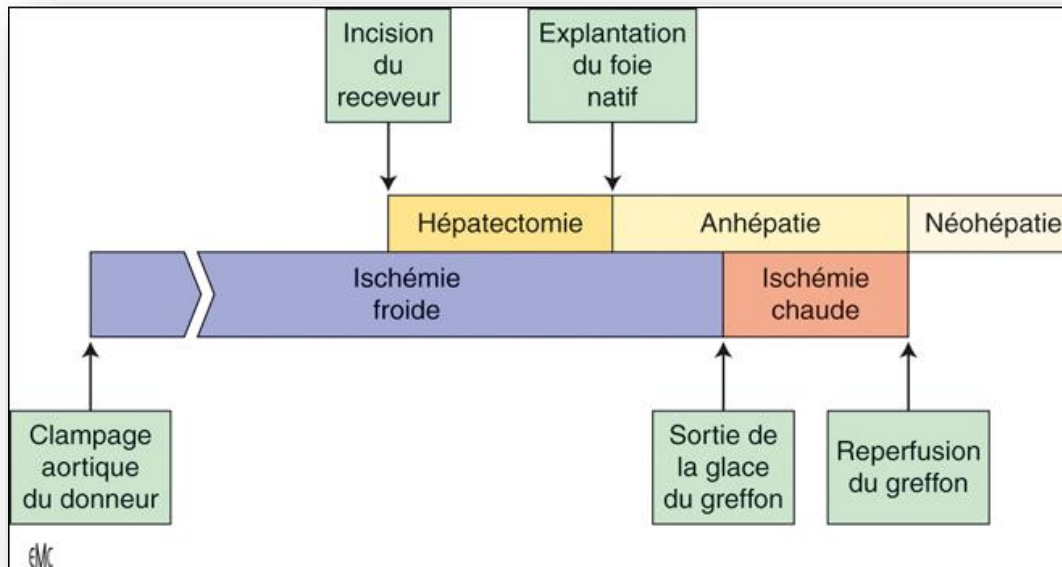 Incision
du
receveur
Explantation
du foie
natif
Hépatectomie
Anhépatie
Néohépatie
Ischémie
froide
Ischémie
chaude
Clampage
aortique
du donneur
Sortie de
la glace
du greffon
Reperfusion
du greffon
EMC